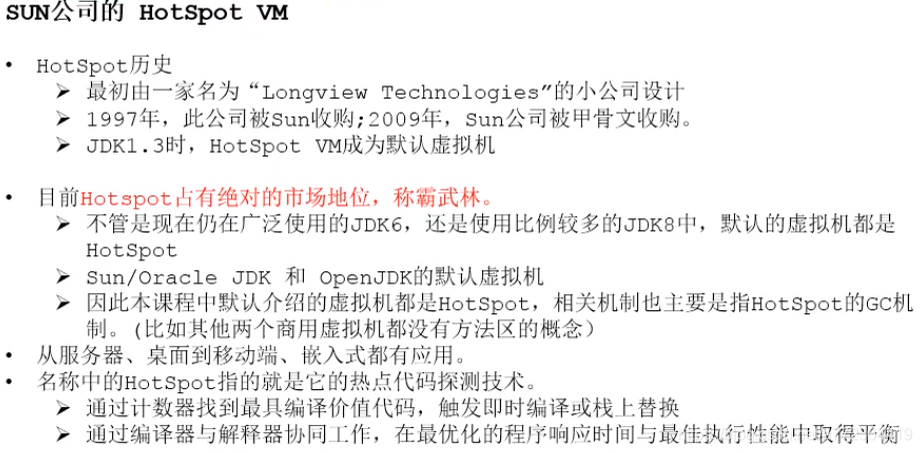 SUN公司的 HotSpot VM
• HotSpot历史
➢ 最初由一家名为“Longview Technologies”的小公司设计
➢ 1997年，此公司被Sun收购;2009年，Sun公司被甲骨文收购。
➢ JDK1.3时，HotSpot VM成为默认虚拟机
• 目前Hotspot占有绝对的市场地位，称霸武林。
➢ 不管是现在仍在广泛使用的JDK6，还是使用比例较多的JDK8中，默认的虚拟机都是
HotSpot
➢ Sun/Oracle JDK 和 OpenJDK的默认虚拟机
➢ 因此本课程中默认介绍的虚拟机都是HotSpot，相关机制也主要是指HotSpot的GC机
制。(比如其他两个商用虚拟机都没有方法区的概念）
• 从服务器、桌面到移动端、嵌入式都有应用。
• 名称中的HotSpot指的就是它的热点代码探测技术。
➢ 通过计数器找到最具编译价值代码，触发即时编译或栈上替换
➢ 通过编译器与解释器协同工作，在最优化的程序响应时间与最佳执行性能中取得平衡